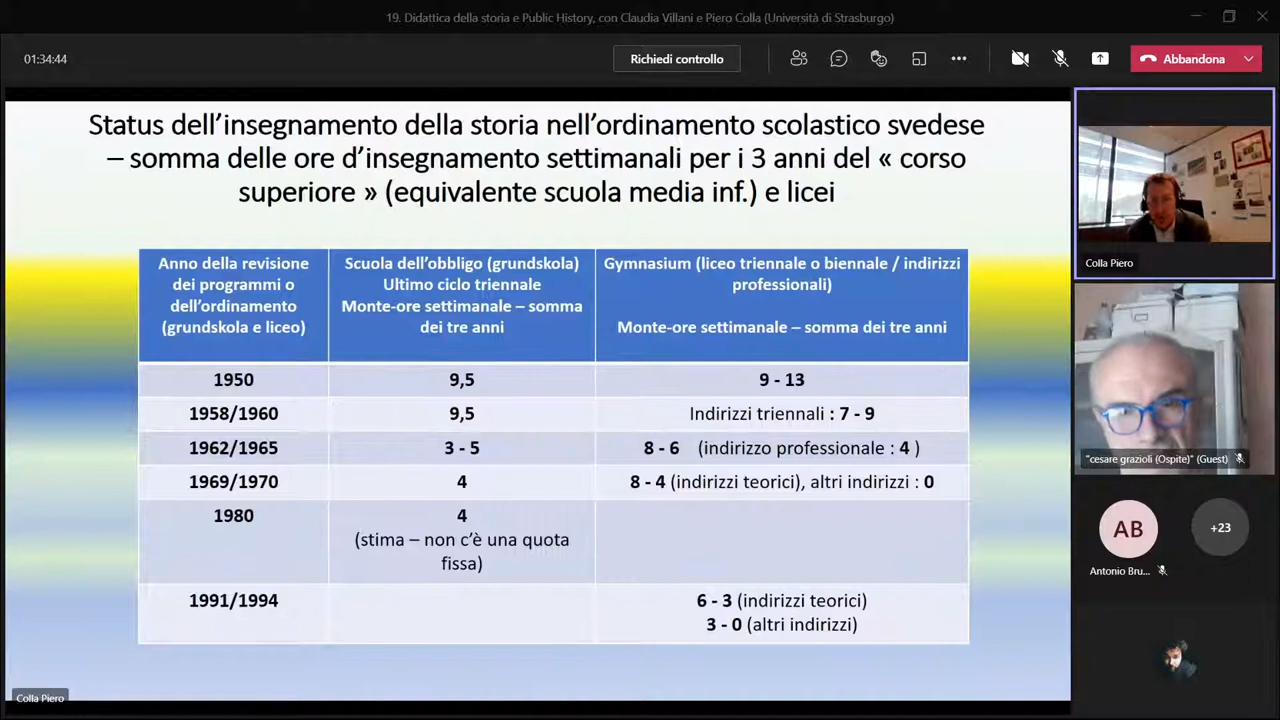 19. Didattica della storia e Public History, con Claudia Villani e Piero Colla (Università di Strasburgo)
01:34:44
Richiedi controllo
Abbandona
Status dell'insegnamento della storia nell'ordinamento scolastico svedese
– somma delle ore d'insegnamento settimanali per i 3 anni del « corso
superiore » (equivalente scuola media inf.) e licei
Anno della revisione
dei programmi o
dell'ordinamento
(grundskola e liceo)
Scuola dell'obbligo (grundskola)
Ultimo ciclo triennale
Monte-ore settimanale – somma
dei tre anni
Gymnasium (liceo triennale o biennale / indirizzi
professionali)
Monte-ore settimanale – somma dei tre anni
1950
9,5
9 - 13
1958/1960
9,5
Indirizzi triennali : 7 - 9
1962/1965
3 - 5
8 - 6 (indirizzo professionale : 4 )
1969/1970
4
8 - 4 (indirizzi teorici), altri indirizzi : 0
1980
4
(stima – non c'è una quota
fissa)
1991/1994
6 - 3 (indirizzi teorici)
3 - 0 (altri indirizzi)
Colla Piero
Colla Piero
"cesare grazioli (Ospite)" (Guest)
AB
+23
Antonio Bru...